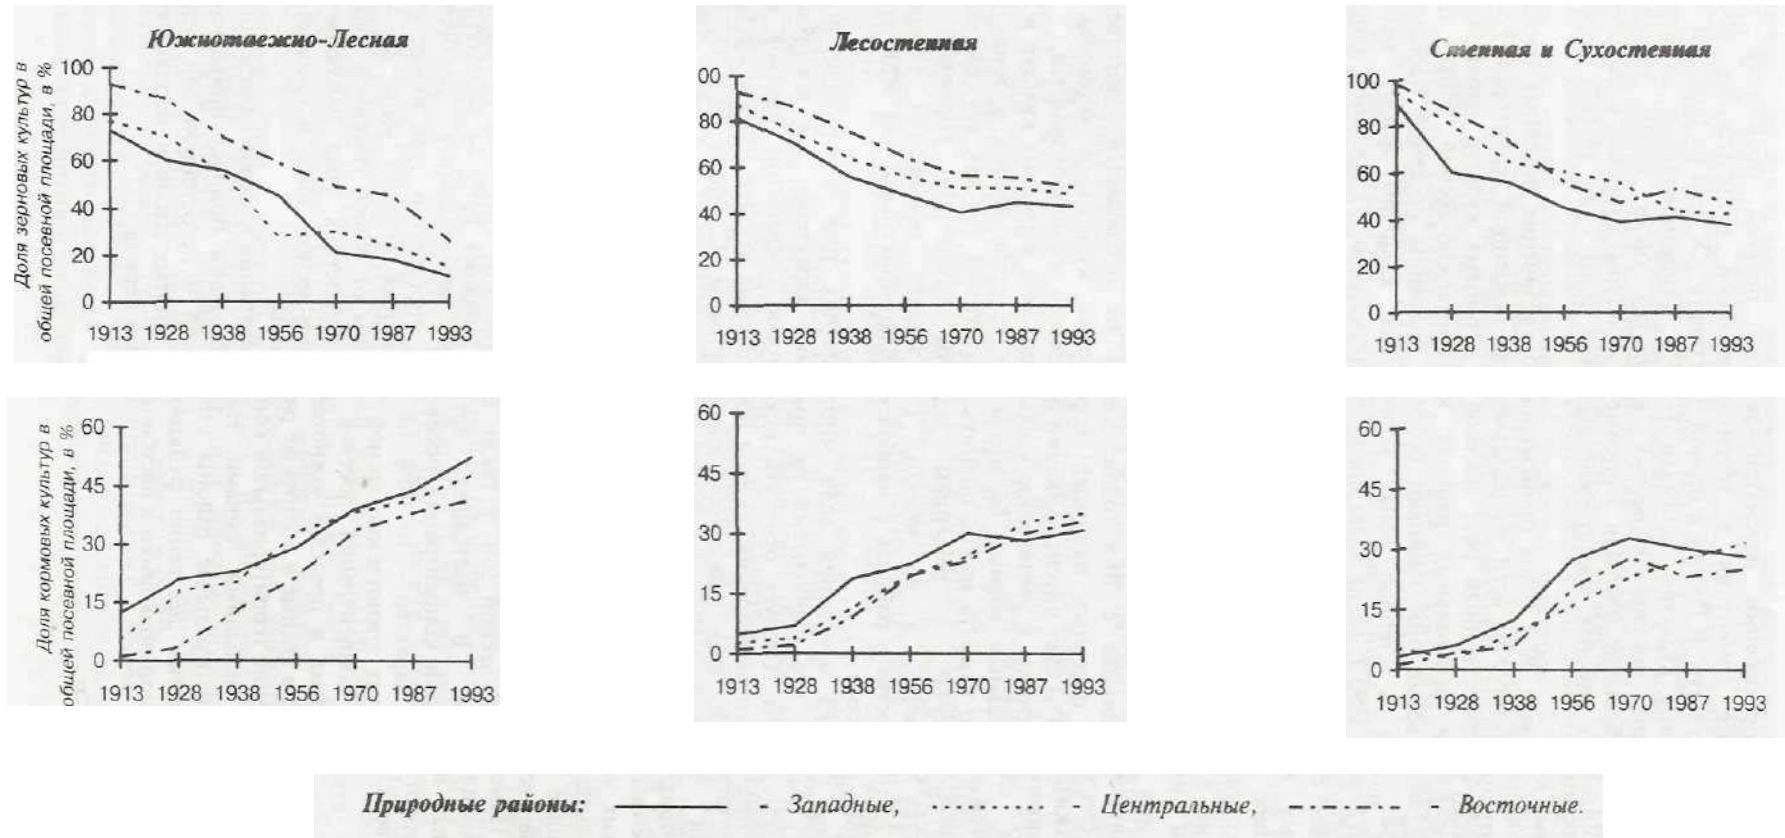 Южнотаежно-Лесная
Лесостепная
Степная и Сухостепная
Доля зерновых культур в
общей посевной площади, в %
100
80
60
40
20
0
1913 1928 1938 1956 1970 1987 1993
00
80
60
40
20
0
1913 1928 1938 1956 1970 1987 1993
100
80
60
40
20
0
1913 1928 1938 1956 1970 1987 1993
Доля кормовых культур в
общей посевной площади, в %
60
45
30
15
0
1913 1928 1938 1956 1970 1987 1993
60
45
30
15
0
1913 1928 1938 1956 1970 1987 1993
60
45
30
15
0
1913 1928 1938 1956 1970 1987 1993
Природные районы: - Западные, - Центральные, - Восточные.